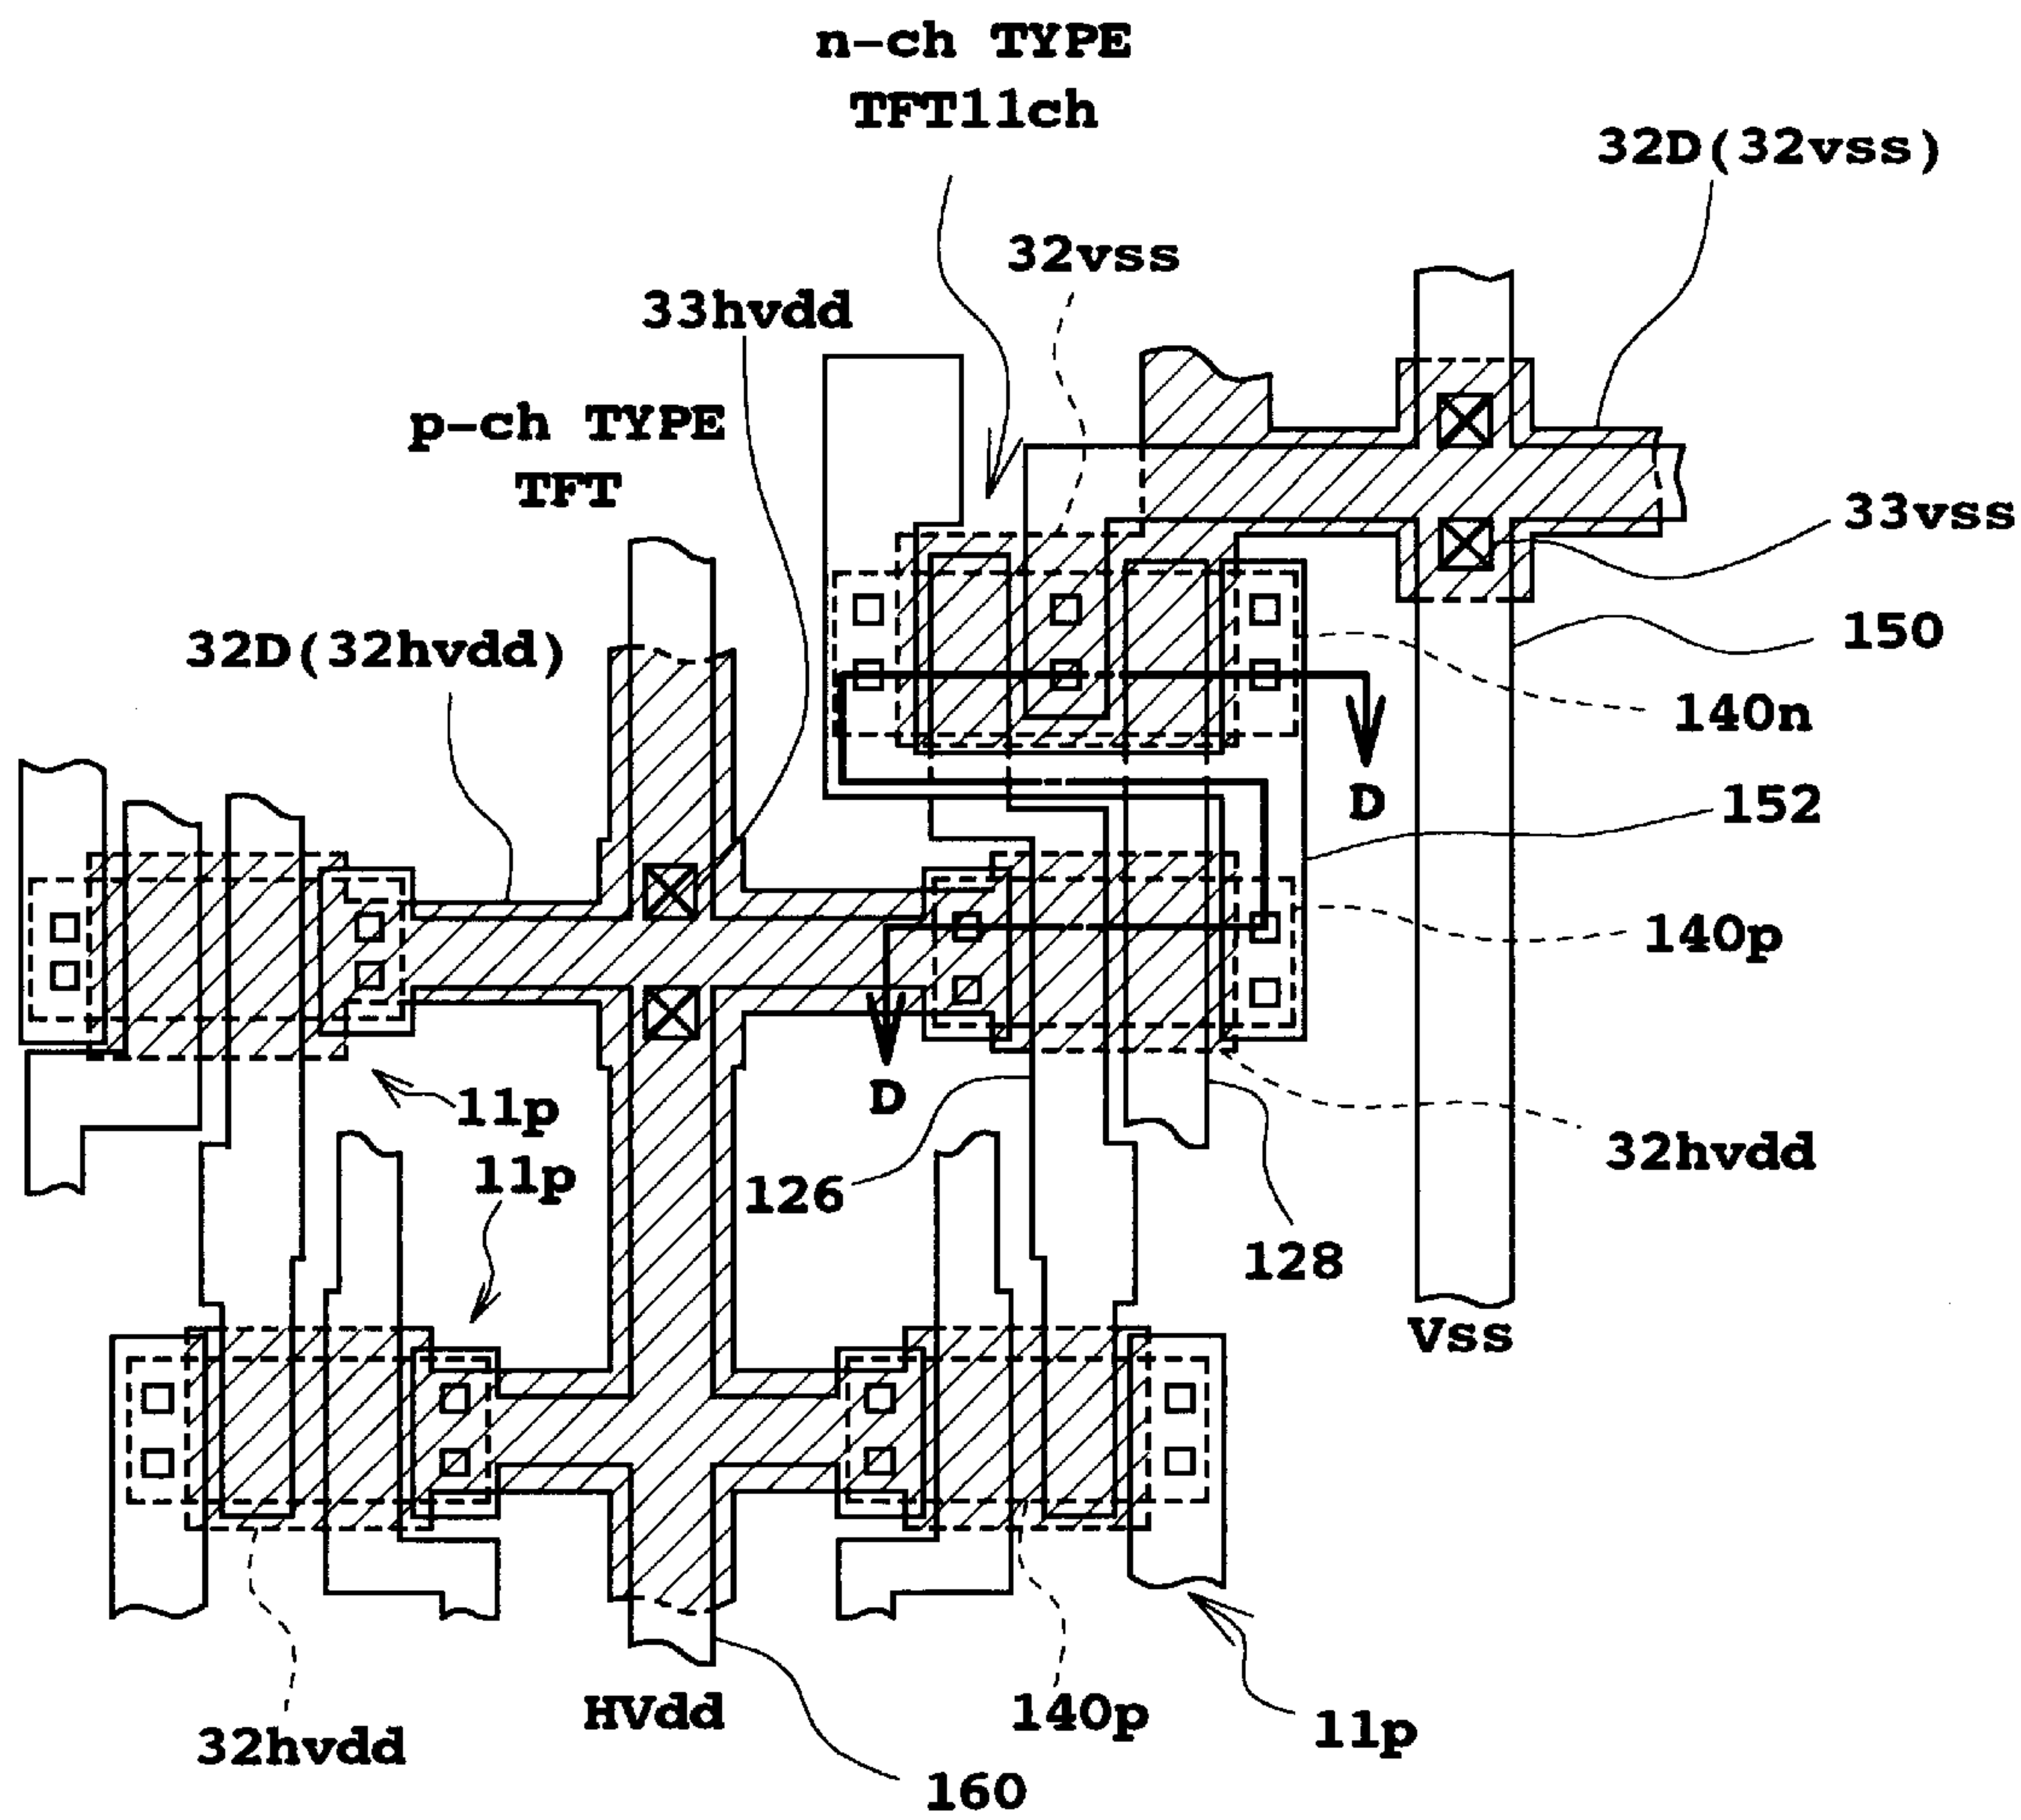 n-ch TYPE
TFT11ch
32D(32vss)
32vss
33hvdd
p-ch TYPE
TFT
33vss
150
32D(32hvdd)
140n
D
152
140p
D
11p
32hvdd
11p
126
128
Vss
HVdd
140p
11p
32hvdd
160